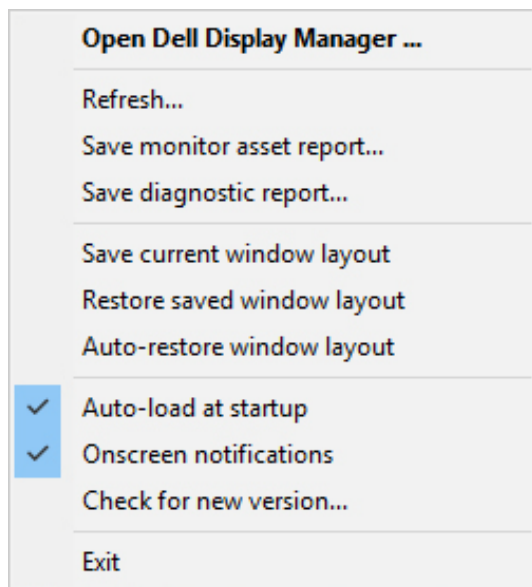 Open Dell Display Manager ...
Refresh...
Save monitor asset report...
Save diagnostic report...
Save current window layout
Restore saved window layout
Auto-restore window layout
Auto-load at startup
Onscreen notifications
Check for new version...
Exit